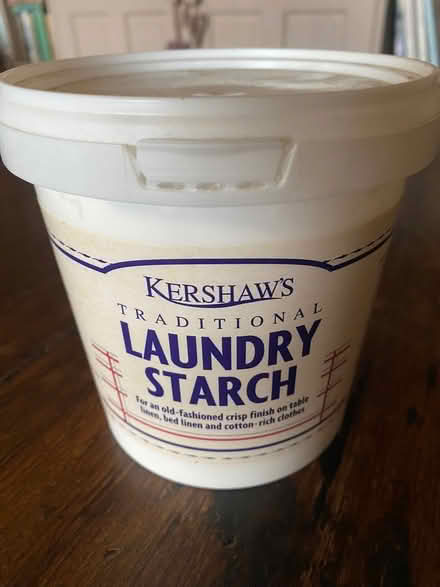 KERSHAW'S
TRADITIONAL
LAUNDRY
STARCH
For an old-fashioned crisp finish on table
linen, bed linen and cotton-rich clothes